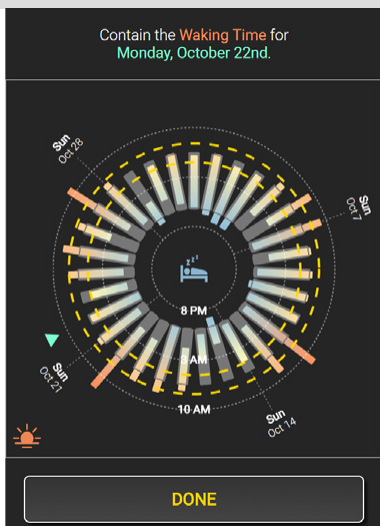 Contain the Waking Time for
Monday, October 22nd.
Sun
Oct 28
Sun
Oct 7
z z z
8 PM
3 AM
Sun
Oct 21
Sun
Oct 14
10 AM
DONE